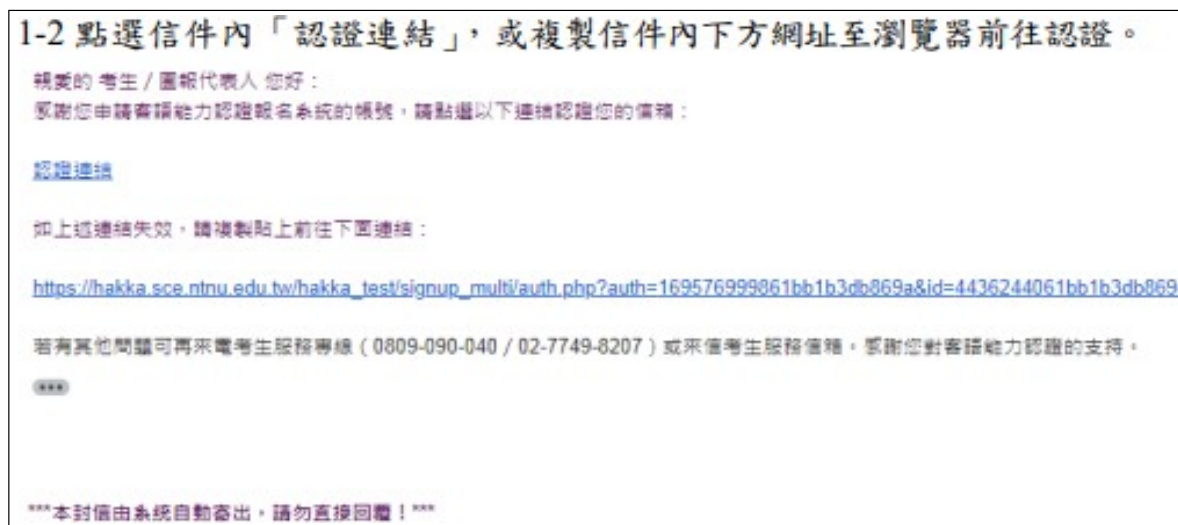 1-2 點選信件內「認證連結」，或複製信件內下方網址至瀏覽器前往認證。
親愛的 考生 / 團報代表人 您好：
感謝您申請客語能力認證報名系統的帳號，請點選以下連結認證您的信箱：
認證連結
如上述連結失效，請複製貼上前往下面連結：
https://hakka.sce.ntnu.edu.tw/hakka_test/signup_multi/auth.php?auth=169576999861bb1b3db869a&id=4436244061bb1b3db869
若有其他問題可再來電考生服務專線（0809-090-040 / 02-7749-8207）或來信考生服務信箱。感謝您對客語能力認證的支持。
***本封信由系統自動寄出，請勿直接回覆！***